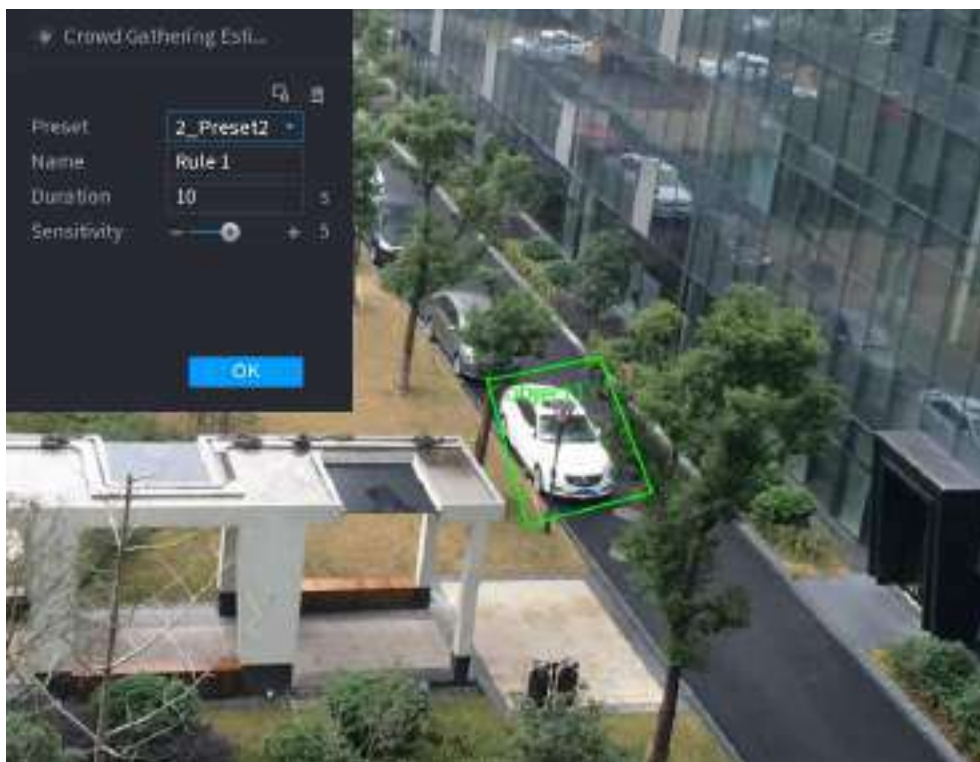 Crowd Gathering Esti...
Preset 2_Preset2
Name Rule 1
Duration 10 s
Sensitivity - + 5
OK